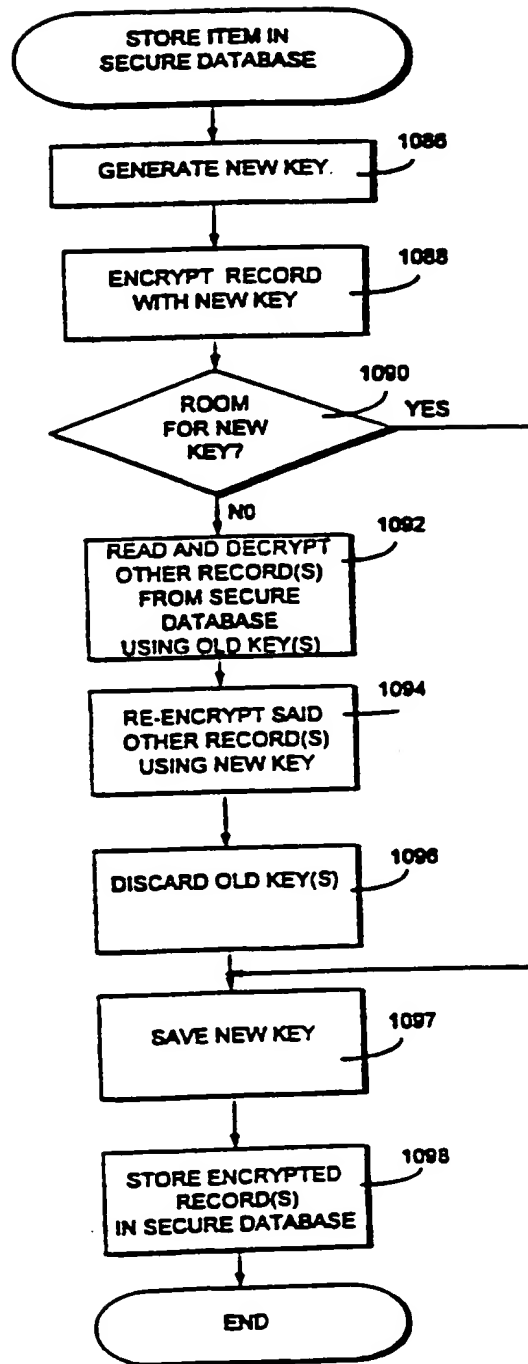 STORE ITEM IN
SECURE DATABASE
1086
GENERATE NEW KEY.
1088
ENCRYPT RECORD
WITH NEW KEY
1090
ROOM
FOR NEW
KEY?
YES
NO
1092
READ AND DECRYPT
OTHER RECORD(S)
FROM SECURE
DATABASE
USING OLD KEY(S)
1094
RE-ENCRYPT SAID
OTHER RECORD(S)
USING NEW KEY
1096
DISCARD OLD KEY(S)
SAVE NEW KEY
1097
1098
STORE ENCRYPTED
RECORD(S)
IN SECURE DATABASE
END